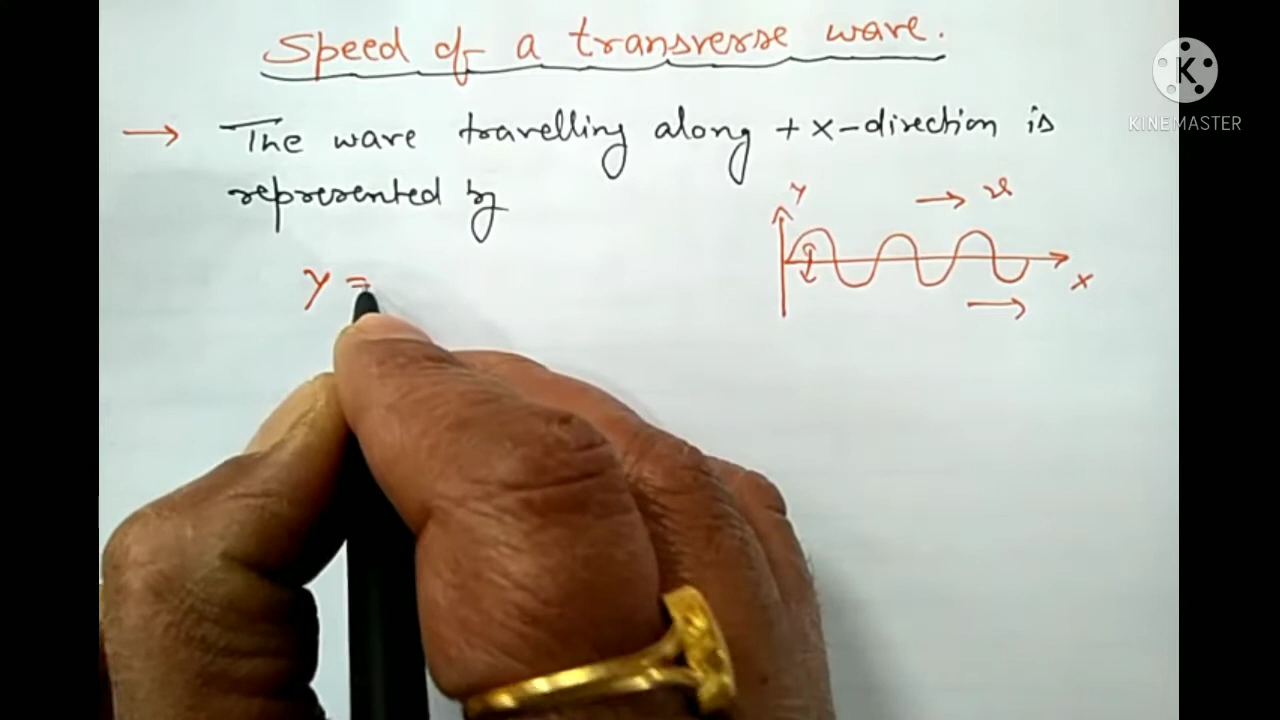 Speed of a transverse wave.
K
KINEMASTER
→ The wave travelling along + x-direction is
represented by
y
→ v
x
→
y =